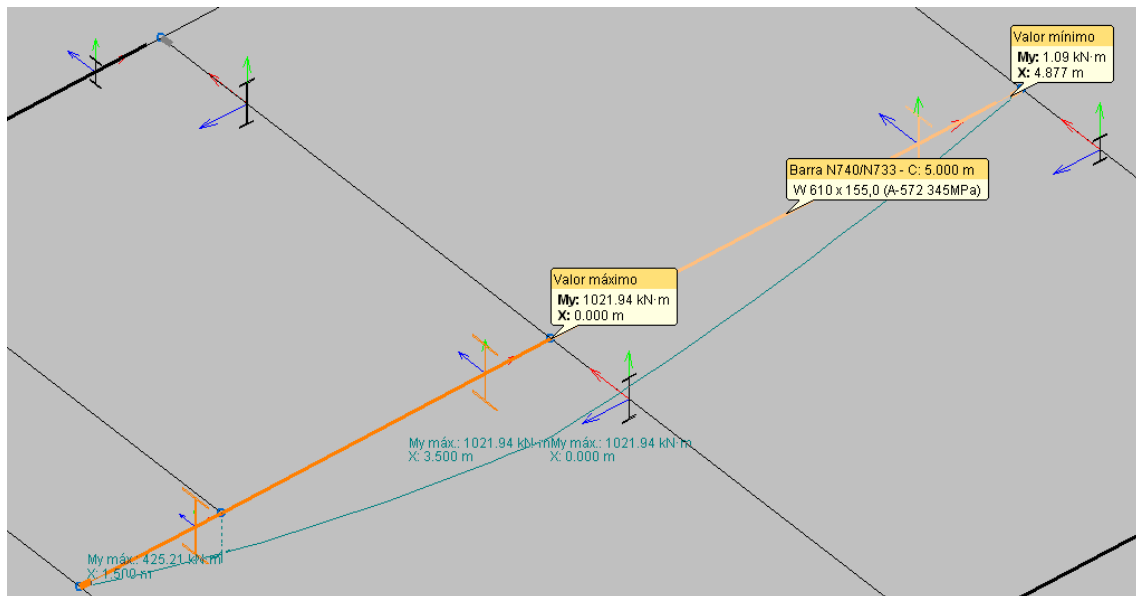 Valor mínimo
My: 1.09 kN·m
X: 4.877 m
Barra N740/N733 - C: 5.000 m
W 610 x 155,0 (A-572 345MPa)
Valor máximo
My: 1021.94 kN·m
X: 0.000 m
My máx.: 1021.94 kN·m
X: 3.500 m
My máx.: 1021.94 kN·m
X: 0.000 m
My máx.: 425.21 kN·m
X: 1.500 m